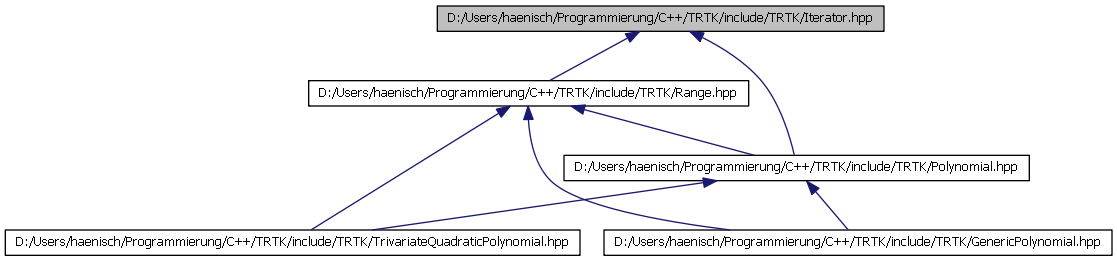 D:/Users/haenisch/Programmierung/C++/TRTK/include/TRTK/Iterator.hpp
D:/Users/haenisch/Programmierung/C++/TRTK/include/TRTK/Range.hpp
D:/Users/haenisch/Programmierung/C++/TRTK/include/TRTK/Polynomial.hpp
D:/Users/haenisch/Programmierung/C++/TRTK/include/TRTK/TrivariateQuadraticPolynomial.hpp
D:/Users/haenisch/Programmierung/C++/TRTK/include/TRTK/GenericPolynomial.hpp